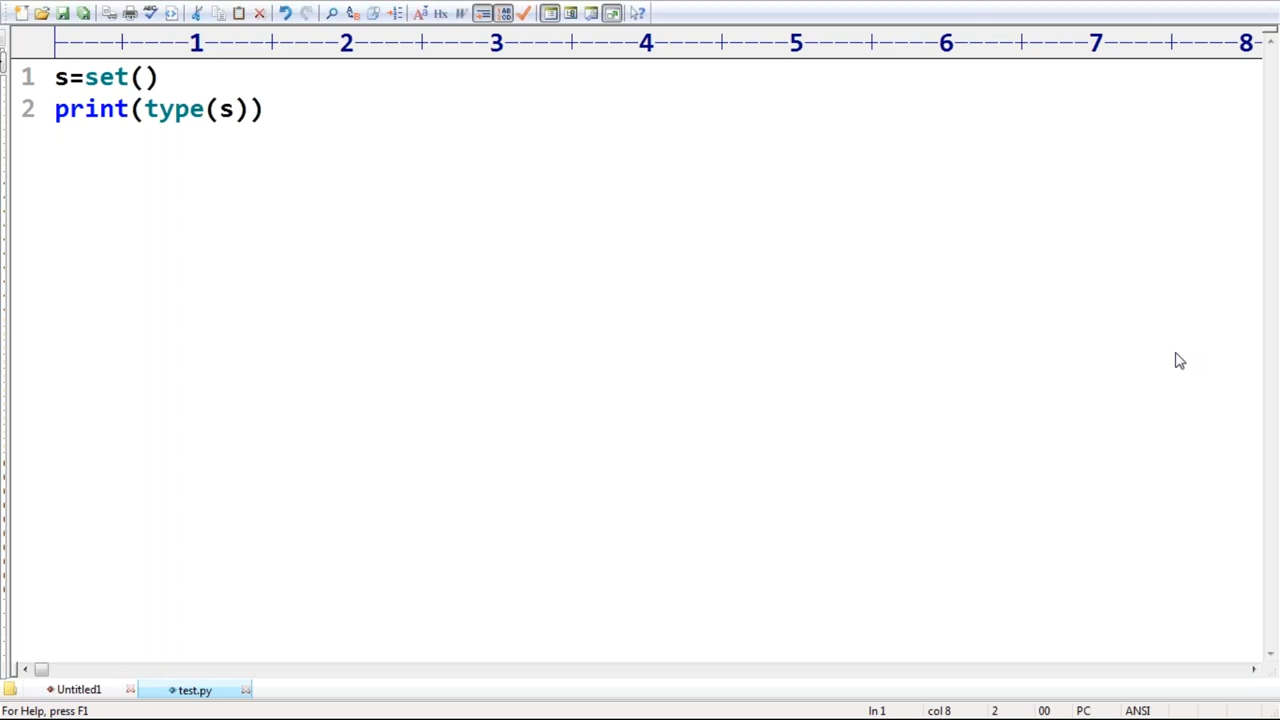 1 2 3 4 5 6 7 8
1 s=set()
2 print(type(s))
Untitled1 test.py
For Help, press F1 ln 1 col 8 2 00 PC ANSI